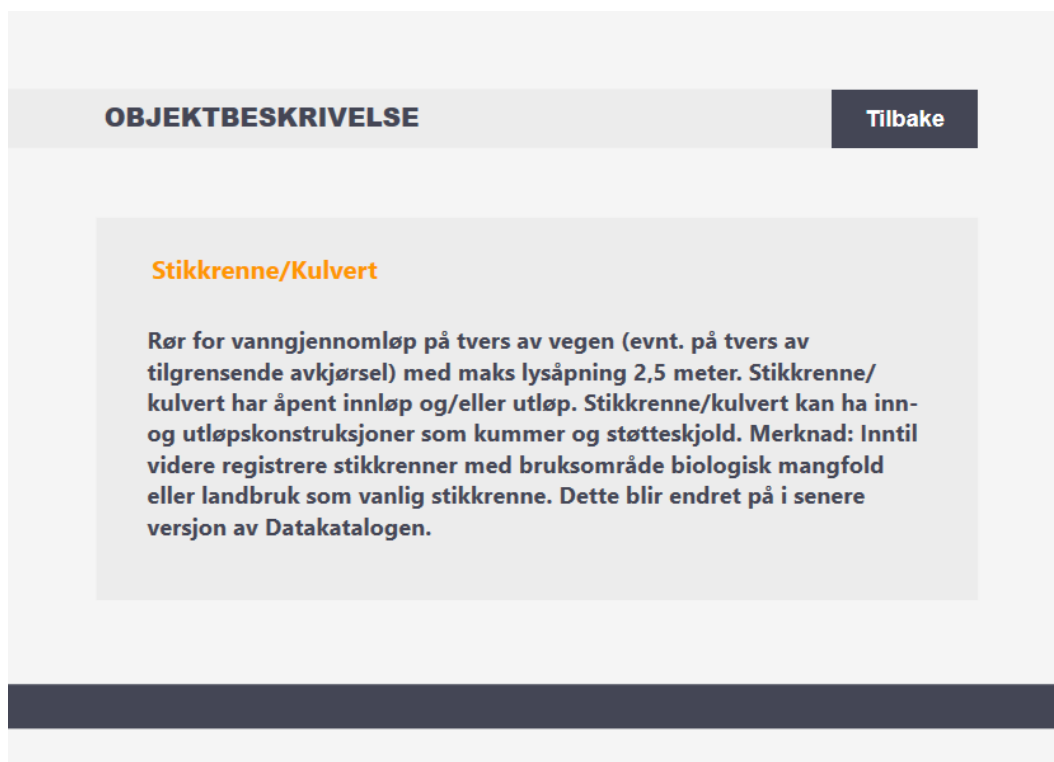 OBJEKTBESKRIVELSE
Tilbake
Stikkrenne/Kulvert
Rør for vanngjennomløp på tvers av vegen (evnt. på tvers av
tilgrensende avkjørsel) med maks lysåpning 2,5 meter. Stikkrenne/
kulvert har åpent innløp og/eller utløp. Stikkrenne/kulvert kan ha inn-
og utløpskonstruksjoner som kummer og støtteskjold. Merknad: Inntil
videre registrere stikkrenner med bruksområde biologisk mangfold
eller landbruk som vanlig stikkrenne. Dette blir endret på i senere
versjon av Datakatalogen.